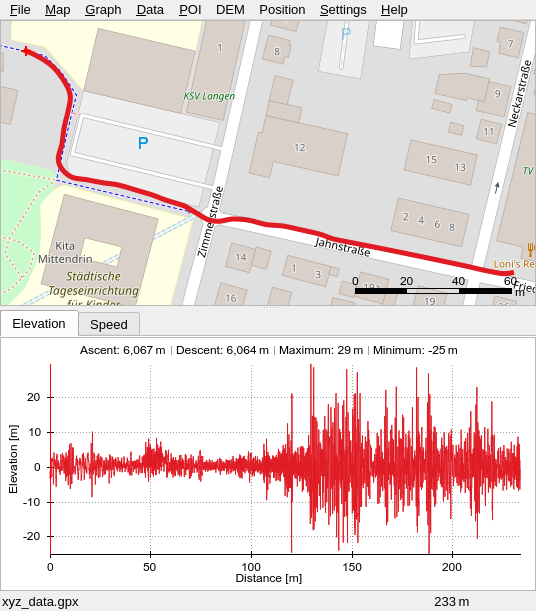 File Map Graph Data POI DEM Position Settings Help
P
1
8
7
KSV Langen
9
Neckarstraße
11
P
12
15 13
TV
2 4 6 8
Zimmerstraße
Jahnstraße
Kita
Mittendrin
14
1 3
Loni's Re
Städtische
Tageseinrichtung
für Kinder
16
19a
19
0 20 40 60
m
Elevation Speed
Ascent: 6,067 m | Descent: 6,064 m | Maximum: 29 m | Minimum: -25 m
Elevation [m]
20
10
0
-10
-20
0 50 100 150 200
Distance [m]
xyz_data.gpx 233 m